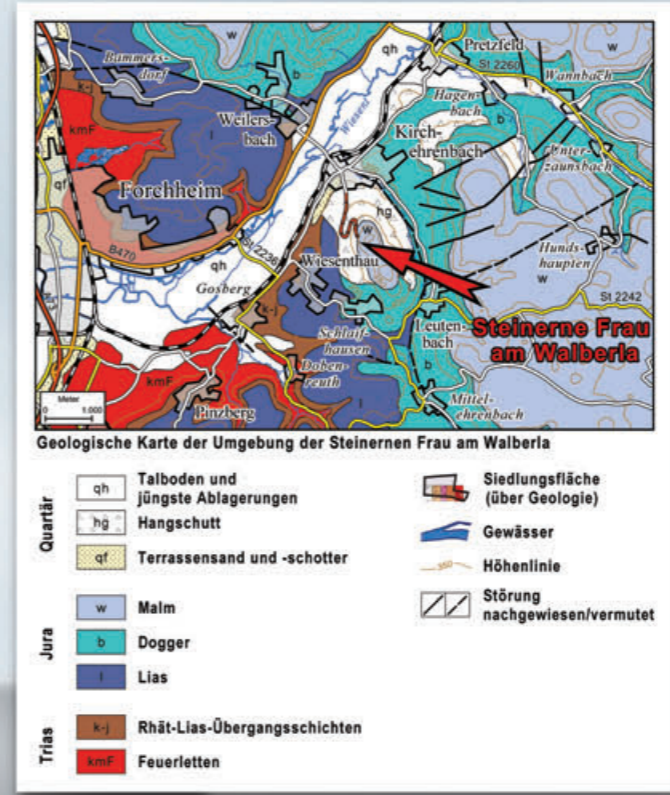 Bammers-
dorf
w
qh
Pretzfeld
St 2260
w
k-j
b
Wiesent
Wannbach
Weilers-
bach
Hagen-
bach
b
kmF
l
Kirch-
ehrenbach
Unter-
zaunsbach
qf
Forchheim
hg
w
B470
St 2236
qh
Wiesenthau
Hunds-
haupten
w
Gosberg
St 2242
k-j
Schlaif-
hausen
Leuten-
bach
Steinerne Frau
am Walberla
Doben-
reuth
b
kmF
Meter
0 1.000
Pinzberg
l
Mittel-
ehrenbach
Geologische Karte der Umgebung der Steinernen Frau am Walberla
Quartär
qh Talboden und
jüngste Ablagerungen
hg Hangschutt
qf Terrassensand und -schotter
Jura
w Malm
b Dogger
l Lias
Trias
k-j Rhät-Lias-Übergangsschichten
kmF Feuerletten
Siedlungsfläche
(über Geologie)
Gewässer
350 Höhenlinie
Störung
nachgewiesen/vermutet